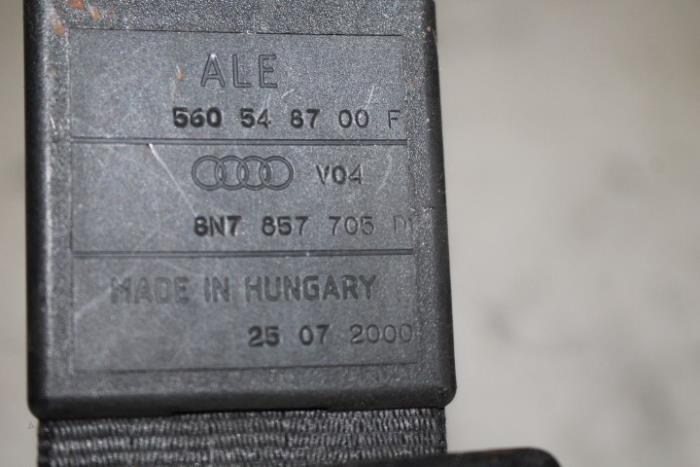 ALE
560 54 87 00 F
V04
8N7 857 705 D
MADE IN HUNGARY
25 07 2000